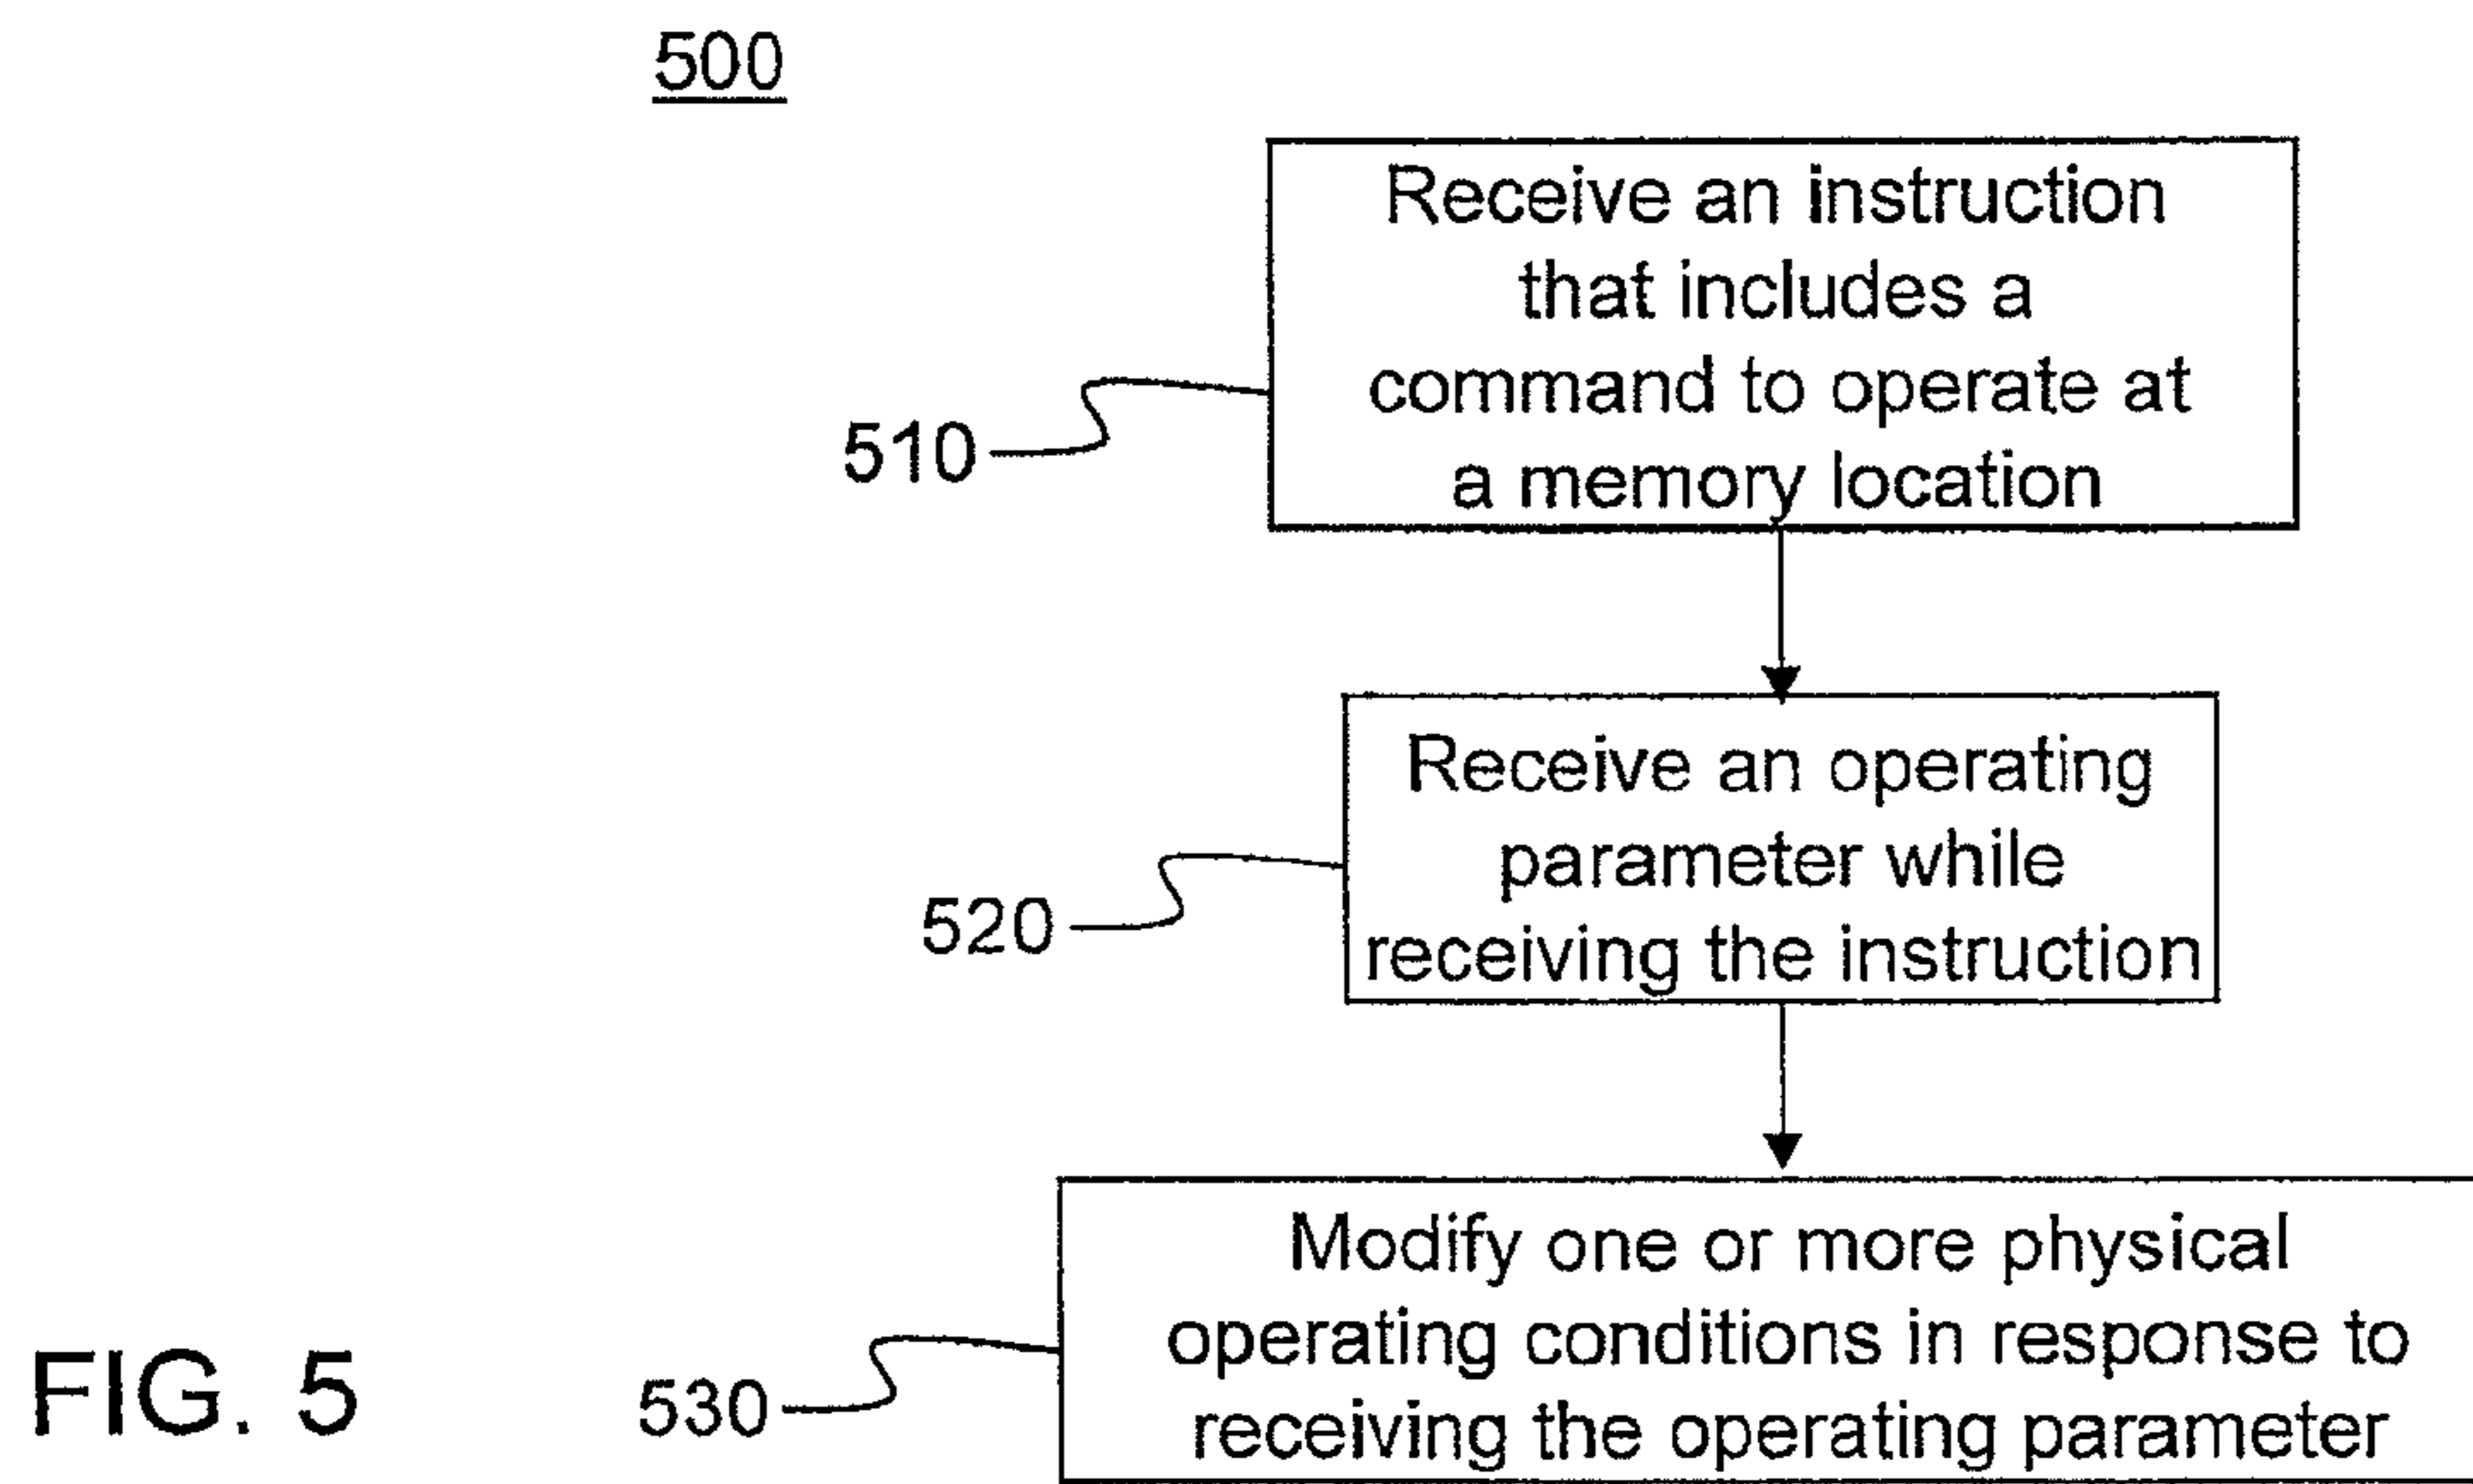 500
Receive an instruction
that includes a
command to operate at
a memory location
510
Receive an operating
parameter while
receiving the instruction
520
Modify one or more physical
operating conditions in response to
receiving the operating parameter
530
FIG. 5